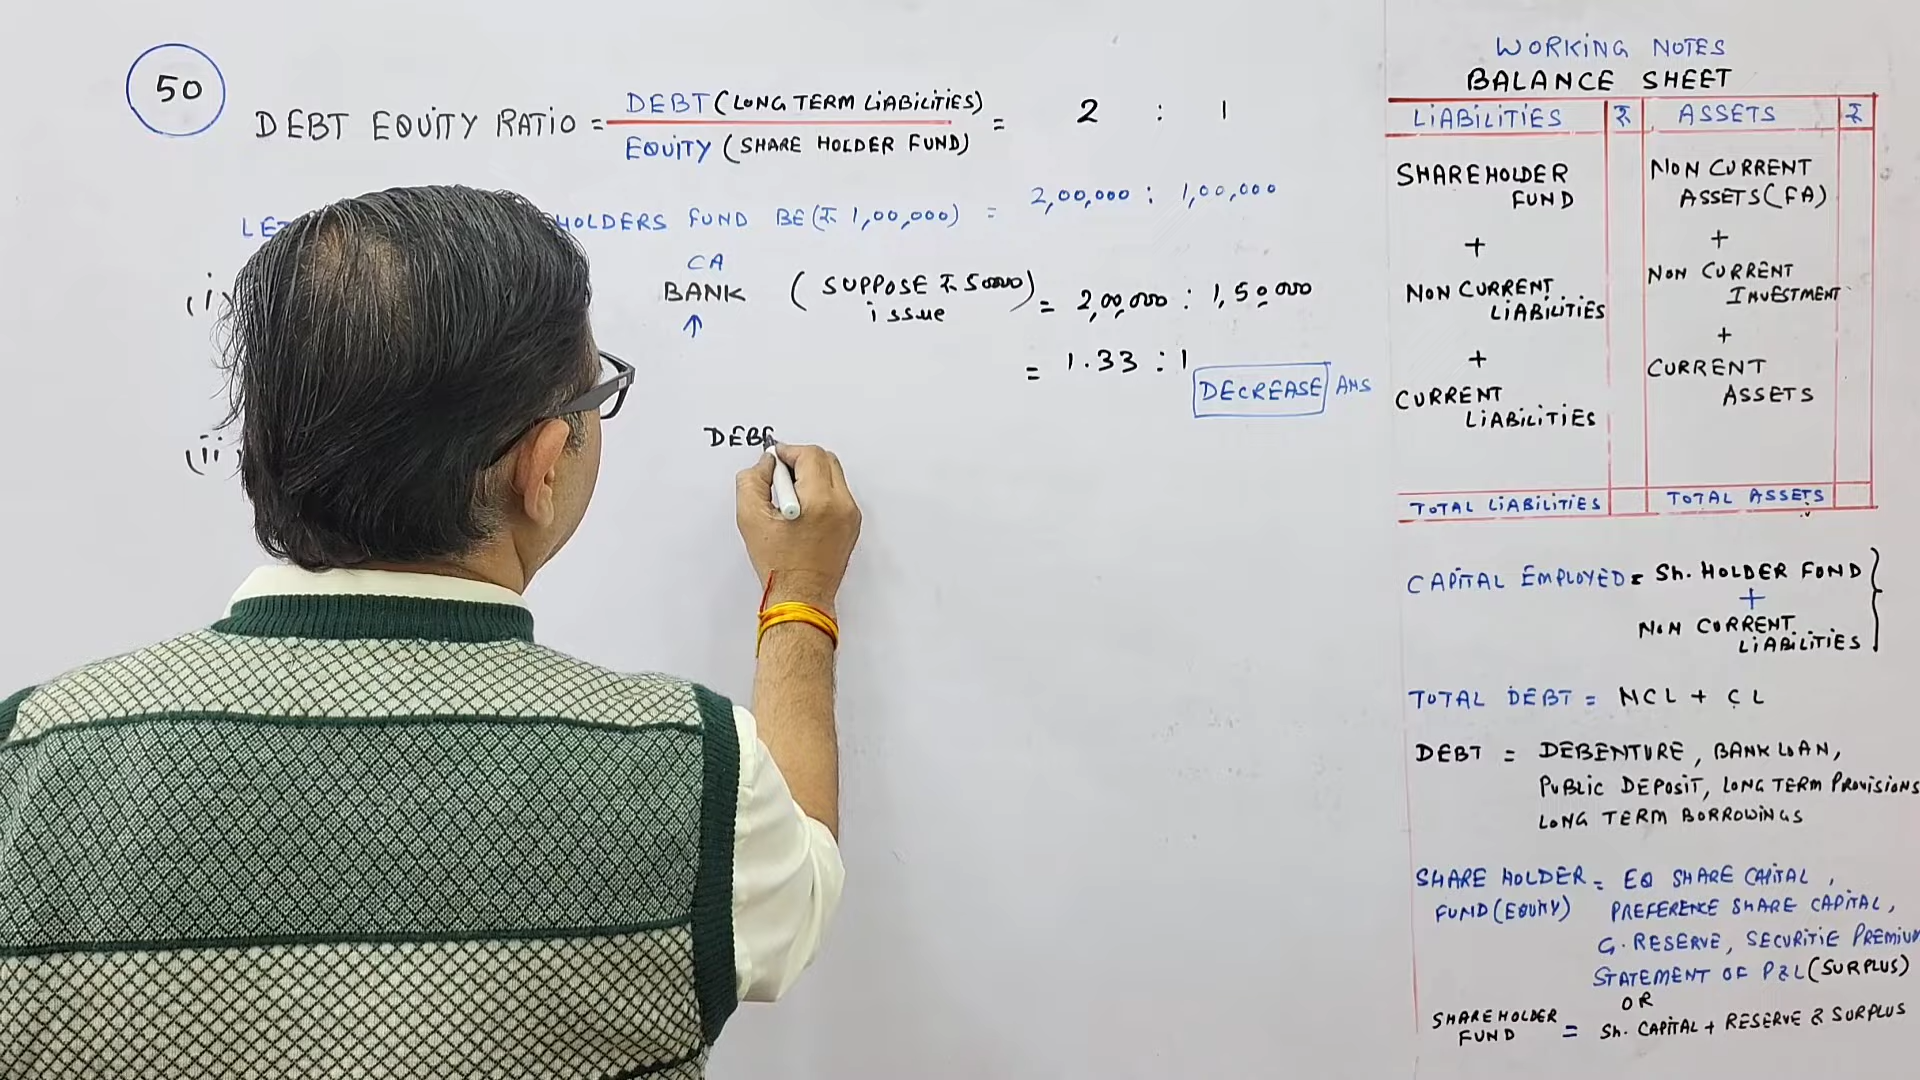 50
DEBT EQUITY RATIO = DEBT (LONG TERM LIABILITIES) = 2 : 1
EQUITY (SHARE HOLDER FUND)
HOLDERS FUND BE (₹ 1,00,000) = 2,00,000 : 1,00,000
(i)
CA
BANK (SUPPOSE ₹ 50000 = 2,00,000 : 1,50,000
↑ issue)
= 1.33 : 1
DECREASE ANS
(ii)
DEBE
WORKING NOTES
BALANCE SHEET
LIABILITIES ₹ ASSETS ₹
SHAREHOLDER FUND
+
NON CURRENT LIABILITIES
+
CURRENT LIABILITIES
NON CURRENT
ASSETS (FA)
+
NON CURRENT
INVESTMENT
+
CURRENT
ASSETS
TOTAL LIABILITIES TOTAL ASSETS
CAPITAL EMPLOYED = Sh. HOLDER FOND
+
NON CURRENT
LIABILITIES
TOTAL DEBT = NCL + CL
DEBT = DEBENTURE, BANK LOAN,
PUBLIC DEPOSIT, LONG TERM PROVISIONS
LONG TERM BORROWINGS
SHARE HOLDER = EQ SHARE CAPITAL,
FUND (EQUITY) PREFERENCE SHARE CAPITAL,
G. RESERVE, SECURITIE PREMIUM
STATEMENT OF P&L (SURPLUS)
OR
SHAREHOLDER FUND = Sh. CAPITAL + RESERVE & SURPLUS